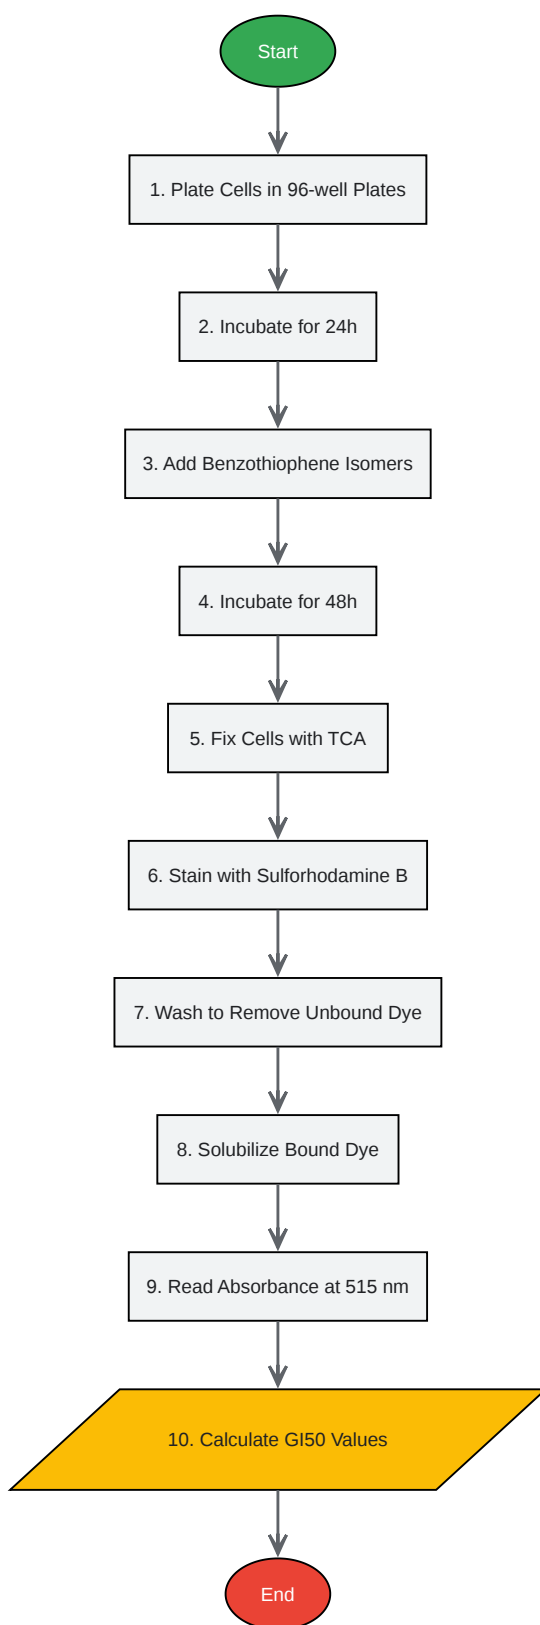 Start
1. Plate Cells in 96-well Plates
2. Incubate for 24h
3. Add Benzothiophene Isomers
4. Incubate for 48h
5. Fix Cells with TCA
6. Stain with Sulforhodamine B
7. Wash to Remove Unbound Dye
8. Solubilize Bound Dye
9. Read Absorbance at 515 nm
10. Calculate GI50 Values
End